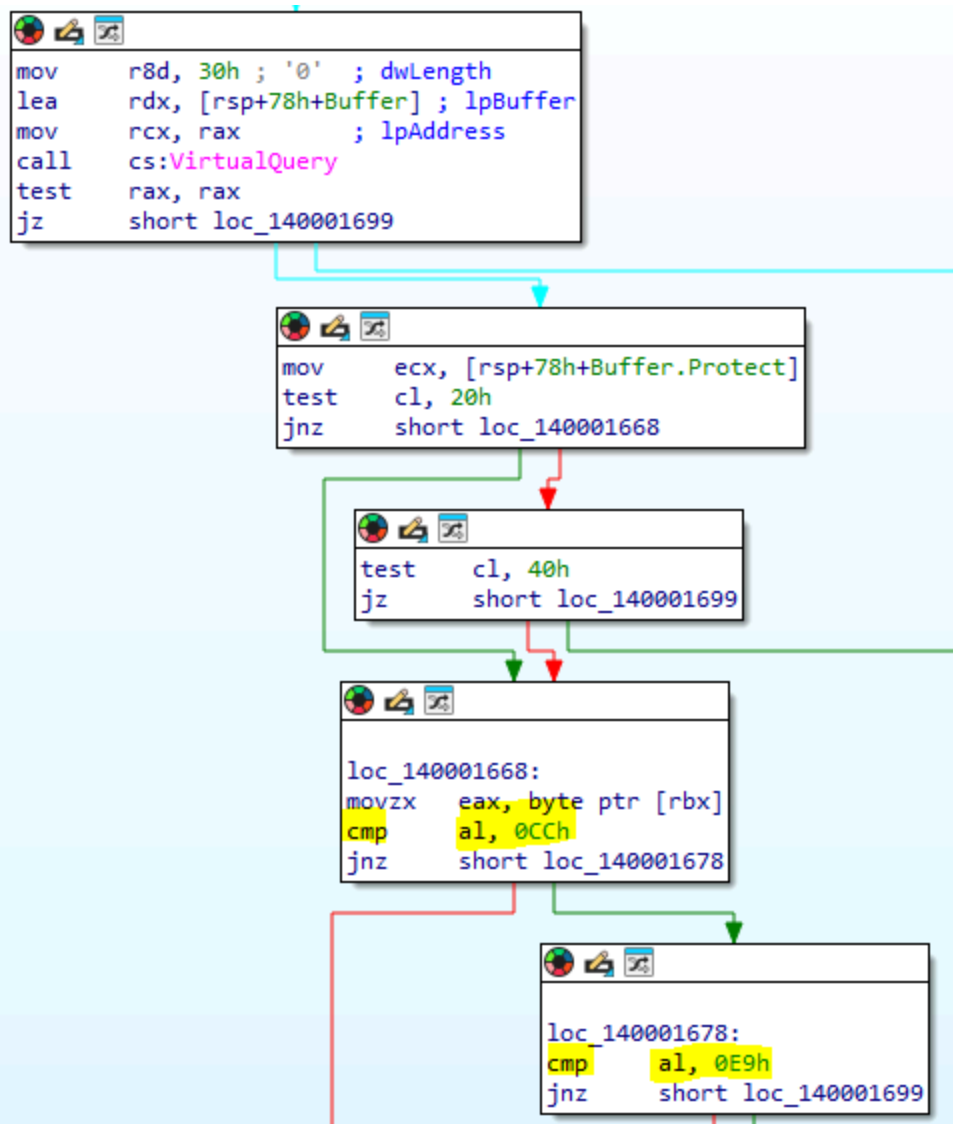 mov r8d, 30h ; '0' ; dwLength
lea rdx, [rsp+78h+Buffer] ; lpBuffer
mov rcx, rax ; lpAddress
call cs:VirtualQuery
test rax, rax
jz short loc_140001699
mov ecx, [rsp+78h+Buffer.Protect]
test cl, 20h
jnz short loc_140001668
test cl, 40h
jz short loc_140001699
loc_140001668:
movzx eax, byte ptr [rbx]
cmp al, 0CCh
jnz short loc_140001678
loc_140001678:
cmp al, 0E9h
jnz short loc_140001699